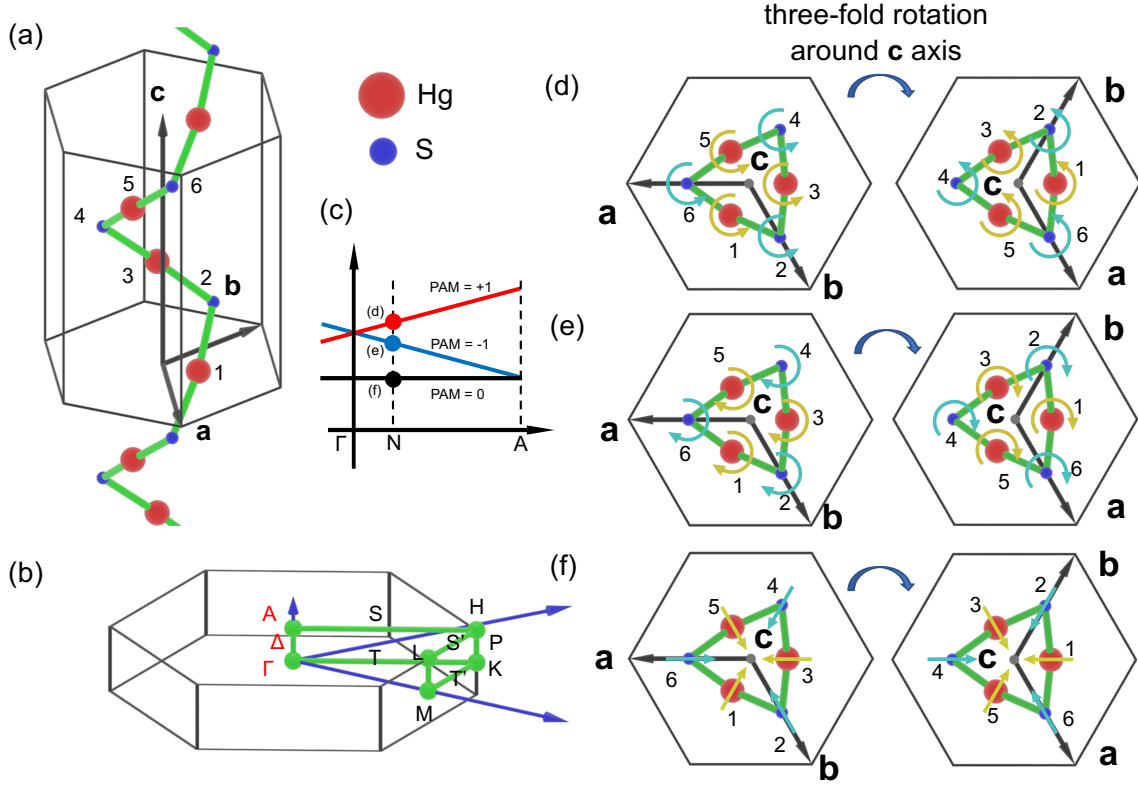 (a)
c
5
6
4
3
2
b
1
a
Hg
S
(c)
PAM = +1
(d)
PAM = -1
(e)
(f)
PAM = 0
Γ
N
A
(b)
A
S
H
Δ
S'
P
L
Γ
T
K
T'
M
three-fold rotation
around c axis
(d)
4
5
c
3
6
a
1
2
b
b
2
3
1
4
c
5
6
a
(e)
4
5
c
3
6
a
1
2
b
b
2
3
1
4
c
5
6
a
(f)
4
5
c
a
6
3
1
2
b
b
2
3
c
1
4
5
6
a